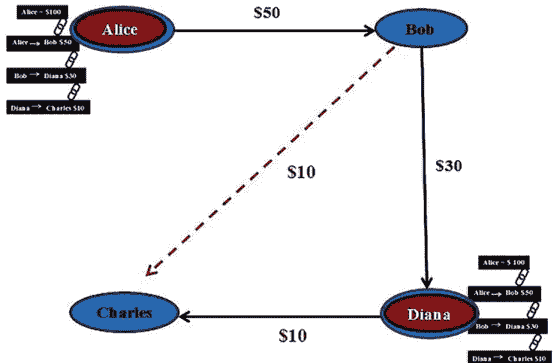 Alice = $100
Alice → Bob $50
Bob → Diana $30
Diana → Charles $10
Alice
$50
Bob
$10
$30
Charles
$10
Diana
Alice = $ 100
Alice → Bob $50
Bob → Diana $30
Diana → Charles $10